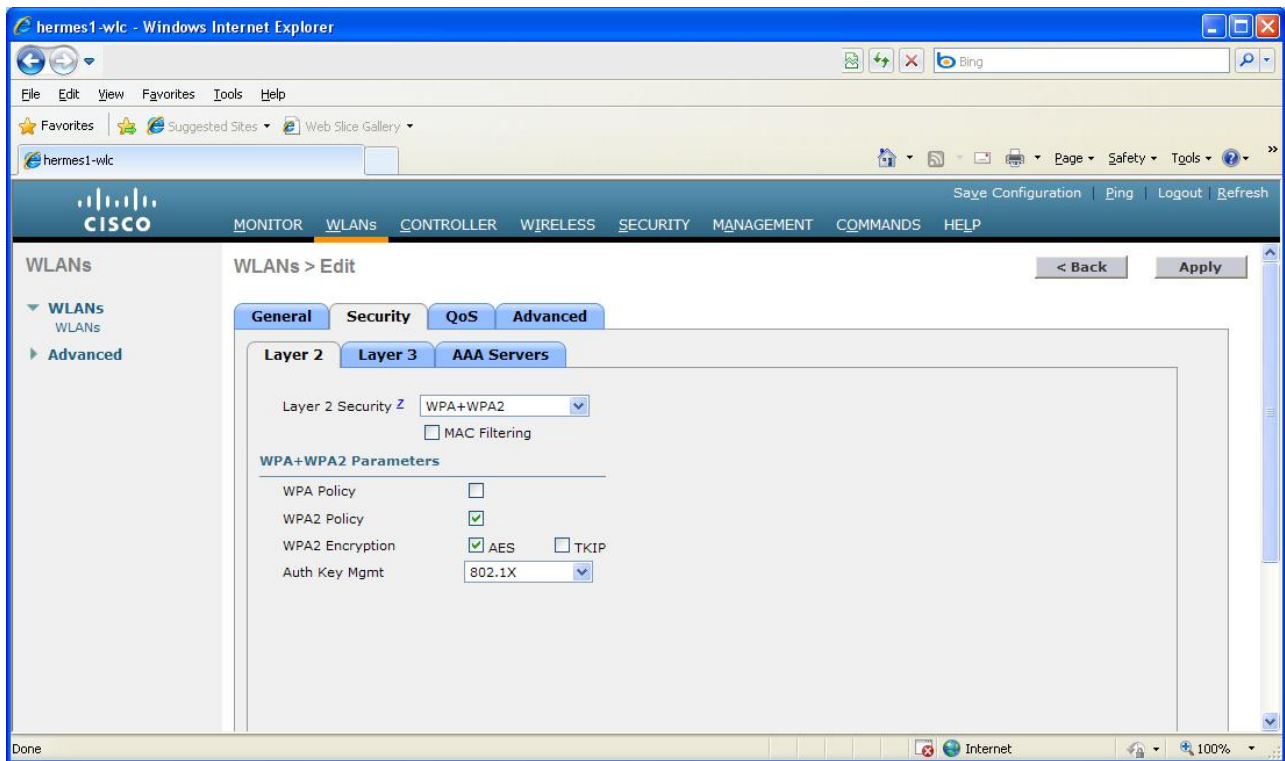 hermes1-wlc - Windows Internet Explorer
Bing
File Edit View Favorites Tools Help
Favorites Suggested Sites Web Slice Gallery
hermes1-wlc Page Safety Tools
Save Configuration | Ping | Logout | Refresh
CISCO MONITOR WLANs CONTROLLER WIRELESS SECURITY MANAGEMENT COMMANDS HELP
WLANs
WLANs
WLANs
Advanced
WLANs > Edit < Back Apply
General Security QoS Advanced
Layer 2 Layer 3 AAA Servers
Layer 2 Security Z WPA+WPA2
MAC Filtering
WPA+WPA2 Parameters
WPA Policy
WPA2 Policy
WPA2 Encryption AES TKIP
Auth Key Mgmt 802.1X
Done Internet 100%